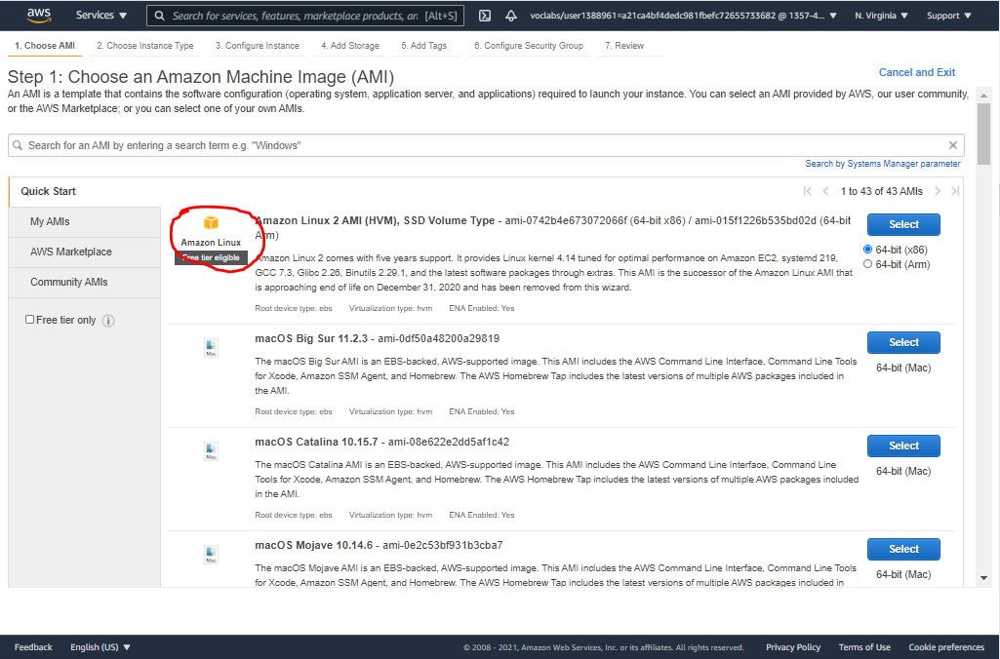 aws
Services
Search for services, features, marketplace products, an [Alt+S]
voclabs/user1388961=a21ca4bf4dedc981fbefc72655733682 @ 1357-4...
N. Virginia
Support
1. Choose AMI
2. Choose Instance Type
3. Configure Instance
4. Add Storage
5. Add Tags
6. Configure Security Group
7. Review
Step 1: Choose an Amazon Machine Image (AMI)
Cancel and Exit
An AMI is a template that contains the software configuration (operating system, application server, and applications) required to launch your instance. You can select an AMI provided by AWS, our user community,
or the AWS Marketplace; or you can select one of your own AMIs.
Search for an AMI by entering a search term e.g. "Windows"
Search by Systems Manager parameter
Quick Start
1 to 43 of 43 AMIs
My AMIs
AWS Marketplace
Community AMIs
Free tier only
Amazon Linux
Free tier eligible
Amazon Linux 2 AMI (HVM), SSD Volume Type - ami-0742b4e673072066f (64-bit x86) / ami-015f1226b535bd02d (64-bit
Arm)
Amazon Linux 2 comes with five years support. It provides Linux kernel 4.14 tuned for optimal performance on Amazon EC2, systemd 219,
GCC 7.3, Glibc 2.26, Binutils 2.29.1, and the latest software packages through extras. This AMI is the successor of the Amazon Linux AMI that
is approaching end of life on December 31, 2020 and has been removed from this wizard.
Root device type: ebs Virtualization type: hvm ENA Enabled: Yes
Select
64-bit (x86)
64-bit (Arm)
Mac
macOS Big Sur 11.2.3 - ami-0df50a48200a29819
The macOS Big Sur AMI is an EBS-backed, AWS-supported image. This AMI includes the AWS Command Line Interface, Command Line Tools
for Xcode, Amazon SSM Agent, and Homebrew. The AWS Homebrew Tap includes the latest versions of multiple AWS packages included in
the AMI.
Root device type: ebs Virtualization type: hvm ENA Enabled: Yes
Select
64-bit (Mac)
Mac
macOS Catalina 10.15.7 - ami-08e622e2dd5af1c42
The macOS Catalina AMI is an EBS-backed, AWS-supported image. This AMI includes the AWS Command Line Interface, Command Line
Tools for Xcode, Amazon SSM Agent, and Homebrew. The AWS Homebrew Tap includes the latest versions of multiple AWS packages included
in the AMI.
Root device type: ebs Virtualization type: hvm ENA Enabled: Yes
Select
64-bit (Mac)
Mac
macOS Mojave 10.14.6 - ami-0e2c53bf931b3cba7
The macOS Mojave AMI is an EBS-backed, AWS-supported image. This AMI includes the AWS Command Line Interface, Command Line Tools
for Xcode, Amazon SSM Agent, and Homebrew. The AWS Homebrew Tap includes the latest versions of multiple AWS packages included in
Select
64-bit (Mac)
Feedback
English (US)
© 2008 - 2021, Amazon Web Services, Inc. or its affiliates. All rights reserved.
Privacy Policy
Terms of Use
Cookie preferences